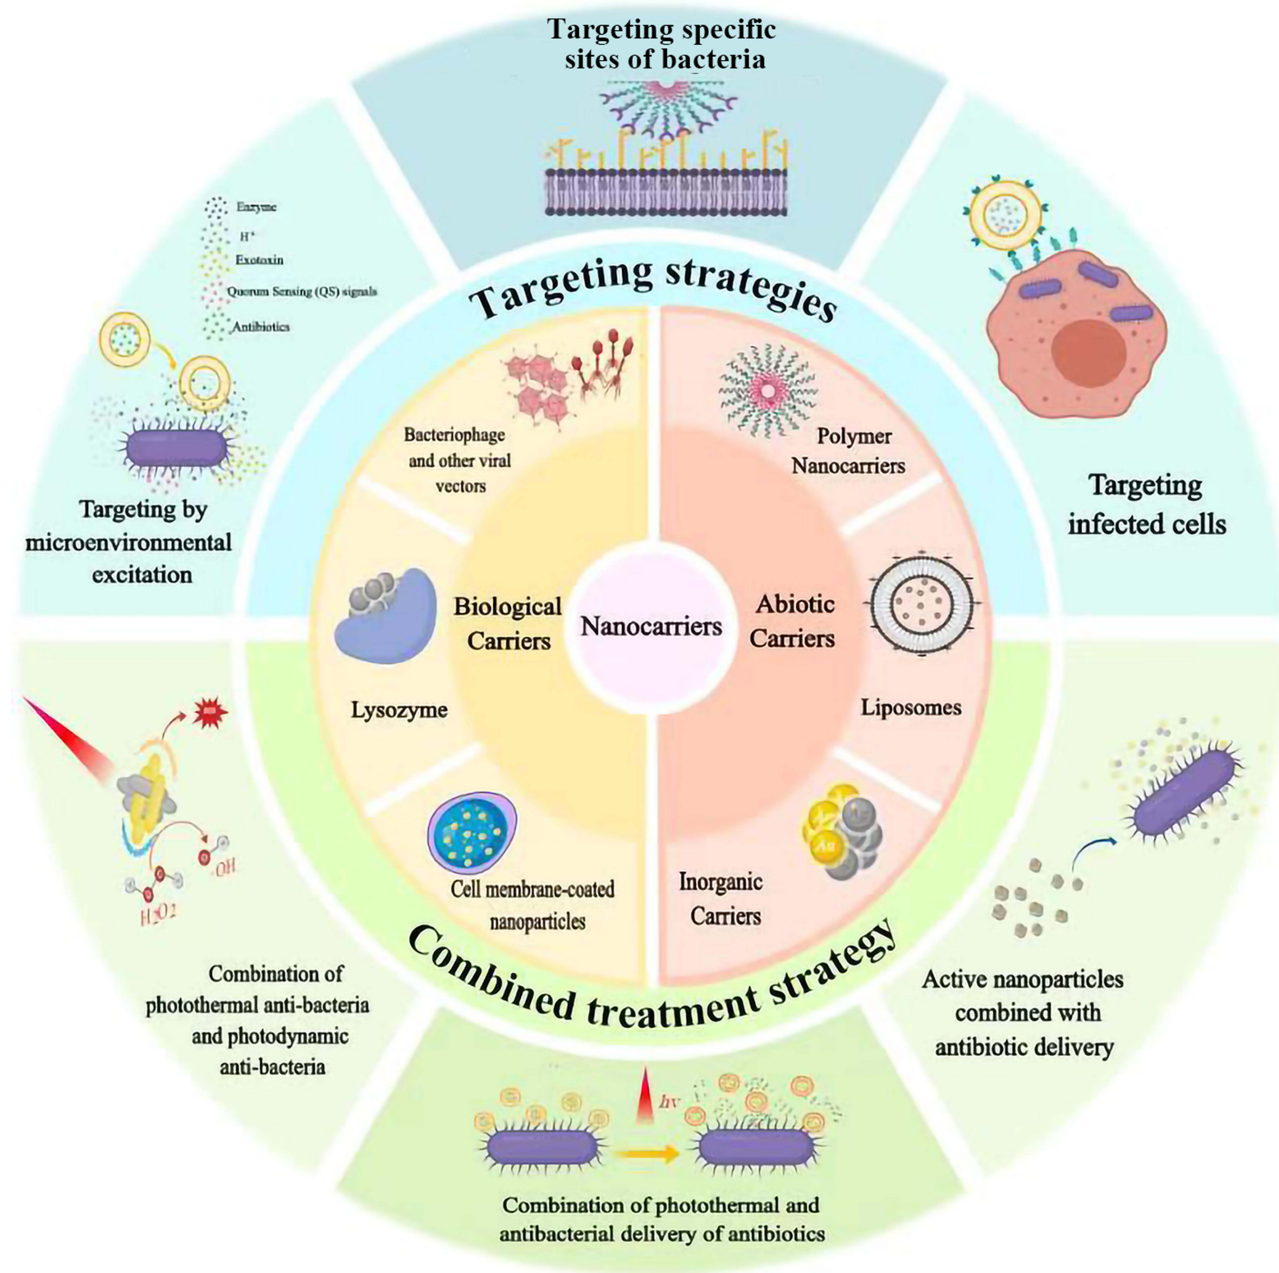 Targeting specific
sites of bacteria
Enzyme
H⁺
Exotoxin
Quorum Sensing (QS) signals
Antibiotics
Targeting by
microenvironmental
excitation
Targeting
infected cells
Targeting strategies
Bacteriophage
and other viral
vectors
Polymer
Nanocarriers
Biological
Carriers
Nanocarriers
Abiotic
Carriers
Lysozyme
Liposomes
Cell membrane-coated
nanoparticles
Inorganic
Carriers
Au
Combined treatment strategy
·OH
H₂O₂
Combination of
photothermal anti-bacteria
and photodynamic
anti-bacteria
Active nanoparticles
combined with
antibiotic delivery
hv
Combination of photothermal and
antibacterial delivery of antibiotics